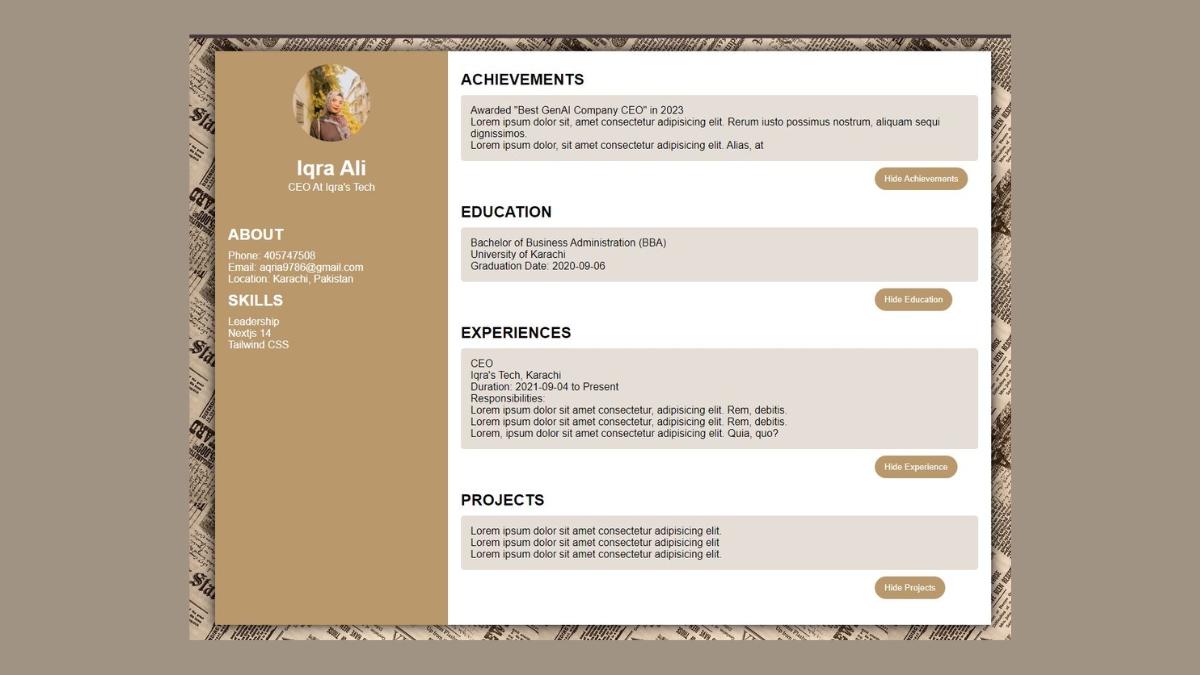 Iqra Ali
CEO At Iqra's Tech
ABOUT
Phone: 405747508
Email: aqria9786@gmail.com
Location: Karachi, Pakistan
SKILLS
Leadership
Nextjs 14
Tailwind CSS
ACHIEVEMENTS
Awarded "Best GenAI Company CEO" in 2023
Lorem ipsum dolor sit, amet consectetur adipisicing elit. Rerum iusto possimus nostrum, aliquam sequi
dignissimos.
Lorem ipsum dolor, sit amet consectetur adipisicing elit. Alias, at
Hide Achievements
EDUCATION
Bachelor of Business Administration (BBA)
University of Karachi
Graduation Date: 2020-09-06
Hide Education
EXPERIENCES
CEO
Iqra's Tech, Karachi
Duration: 2021-09-04 to Present
Responsibilities:
Lorem ipsum dolor sit amet consectetur, adipisicing elit. Rem, debitis.
Lorem ipsum dolor sit amet consectetur, adipisicing elit. Rem, debitis.
Lorem, ipsum dolor sit amet consectetur adipisicing elit. Quia, quo?
Hide Experience
PROJECTS
Lorem ipsum dolor sit amet consectetur adipisicing elit.
Lorem ipsum dolor sit amet consectetur adipisicing elit
Lorem ipsum dolor sit amet consectetur adipisicing elit.
Hide Projects